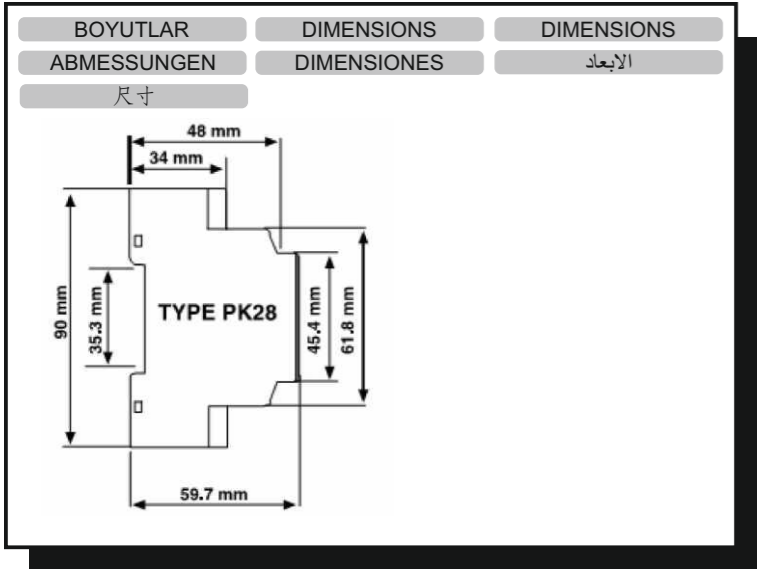 BOYUTLAR DIMENSIONS DIMENSIONS
ABMESSUNGEN DIMENSIONES الابعاد
尺寸
48 mm
34 mm
90 mm
35.3 mm
TYPE PK28
45.4 mm
61.8 mm
59.7 mm